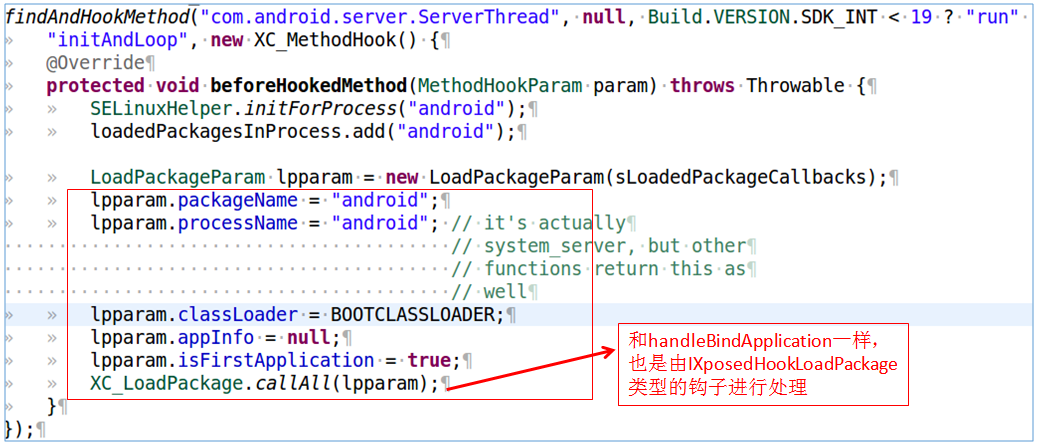 findAndHookMethod("com.android.server.ServerThread", null, Build.VERSION.SDK_INT < 19 ? "run"
"initAndLoop", new XC_MethodHook() {
@Override
protected void beforeHookedMethod(MethodHookParam param) throws Throwable {
SELinuxHelper.initForProcess("android");
loadedPackagesInProcess.add("android");
LoadPackageParam lpparam = new LoadPackageParam(sLoadedPackageCallbacks);
lpparam.packageName = "android";
lpparam.processName = "android"; // it's actually
// system_server, but other
// functions return this as
// well
lpparam.classLoader = BOOTCLASSLOADER;
lpparam.appInfo = null;
lpparam.isFirstApplication = true;
XC_LoadPackage.callAll(lpparam);
}
});
和handleBindApplication一样，
也是由IXposedHookLoadPackage
类型的钩子进行处理